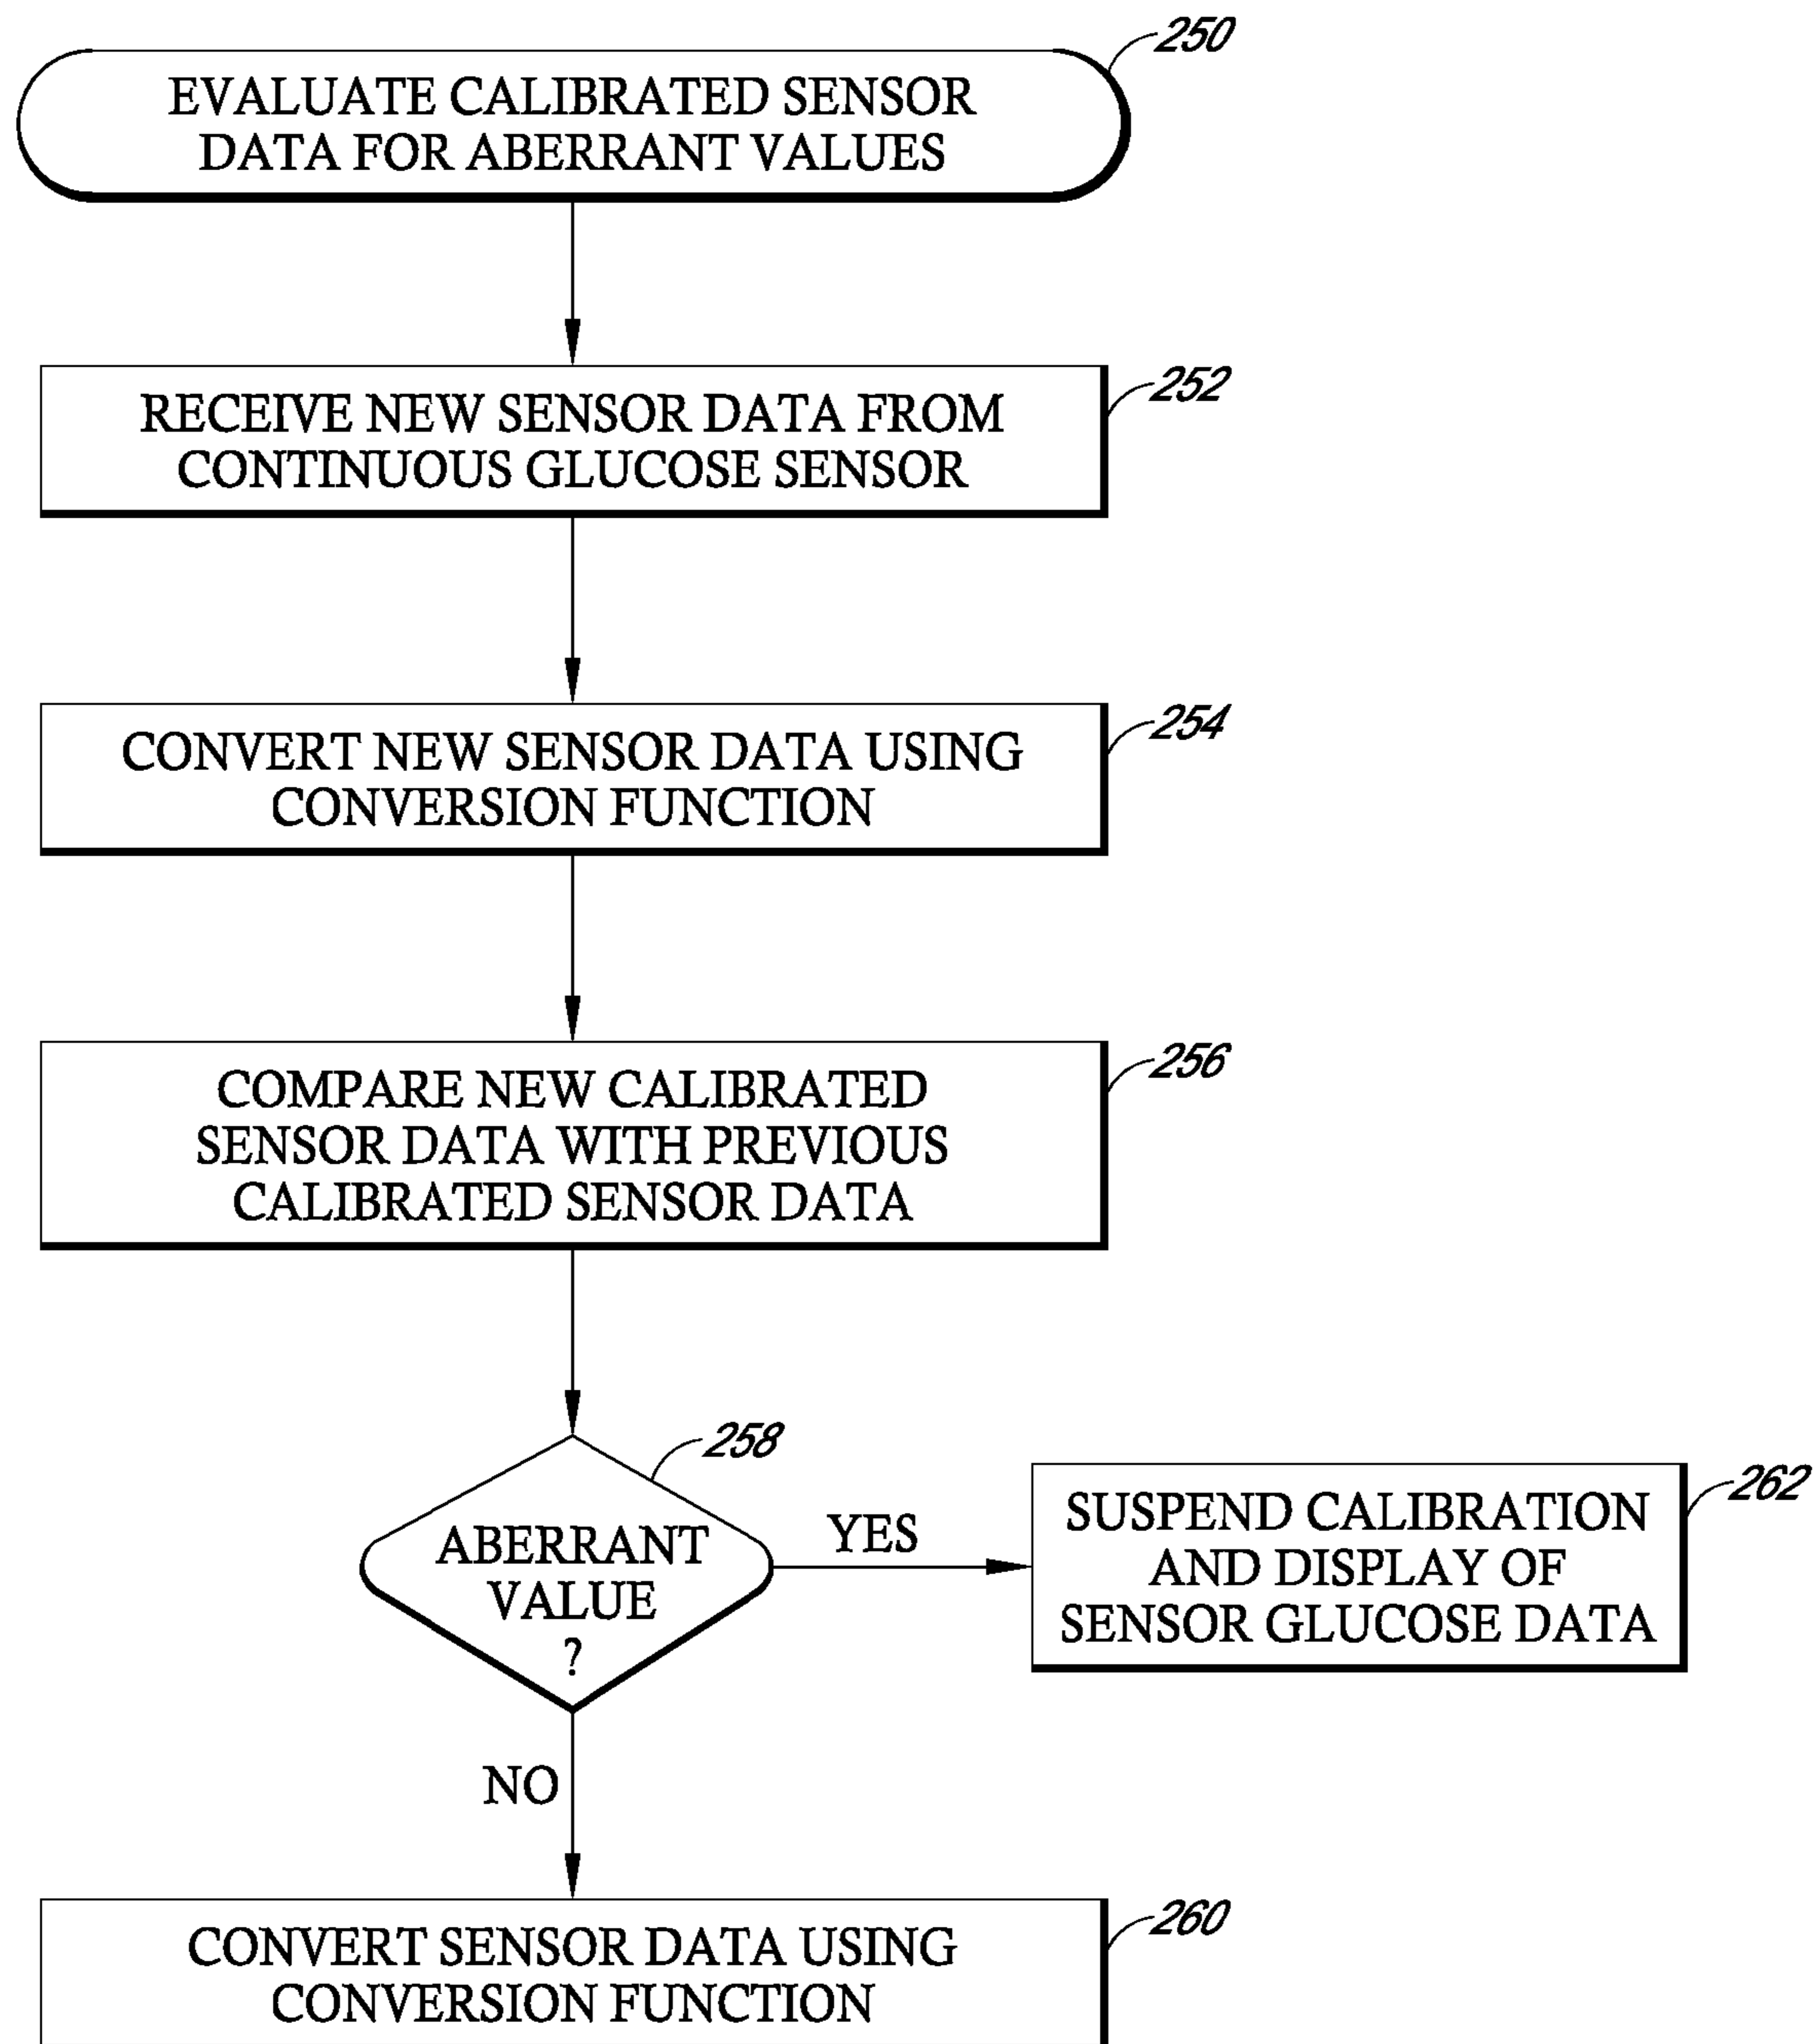 250
EVALUATE CALIBRATED SENSOR
DATA FOR ABERRANT VALUES
252
RECEIVE NEW SENSOR DATA FROM
CONTINUOUS GLUCOSE SENSOR
254
CONVERT NEW SENSOR DATA USING
CONVERSION FUNCTION
256
COMPARE NEW CALIBRATED
SENSOR DATA WITH PREVIOUS
CALIBRATED SENSOR DATA
258
ABERRANT
VALUE
?
YES
262
SUSPEND CALIBRATION
AND DISPLAY OF
SENSOR GLUCOSE DATA
NO
260
CONVERT SENSOR DATA USING
CONVERSION FUNCTION